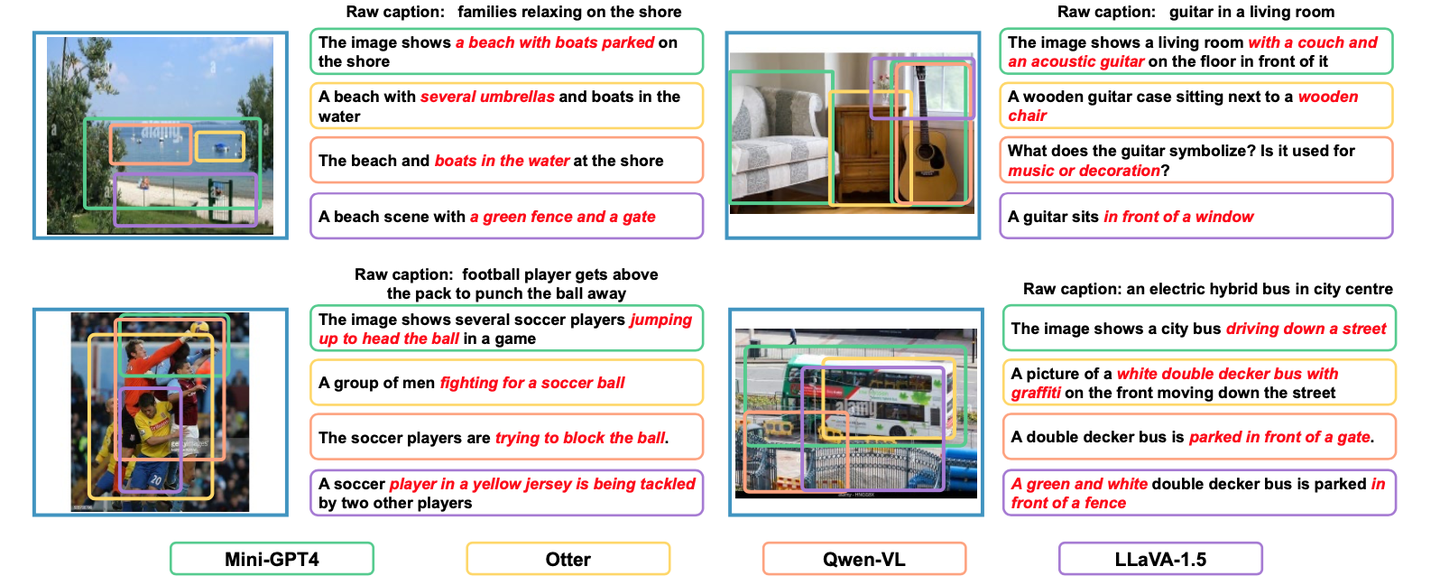 Raw caption: families relaxing on the shore
The image shows a beach with boats parked on
the shore
A beach with several umbrellas and boats in the
water
The beach and boats in the water at the shore
A beach scene with a green fence and a gate
Raw caption: guitar in a living room
The image shows a living room with a couch and
an acoustic guitar on the floor in front of it
A wooden guitar case sitting next to a wooden
chair
What does the guitar symbolize? Is it used for
music or decoration?
A guitar sits in front of a window
Raw caption: football player gets above
the pack to punch the ball away
The image shows several soccer players jumping
up to head the ball in a game
A group of men fighting for a soccer ball
The soccer players are trying to block the ball.
A soccer player in a yellow jersey is being tackled
by two other players
20
Raw caption: an electric hybrid bus in city centre
The image shows a city bus driving down a street
A picture of a white double decker bus with
graffiti on the front moving down the street
A double decker bus is parked in front of a gate.
A green and white double decker bus is parked in
front of a fence
alamy
Mini-GPT4
Otter
Qwen-VL
LLaVA-1.5